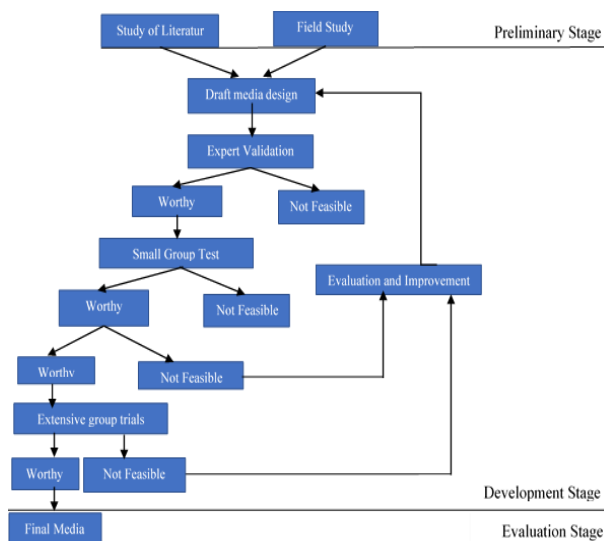 Study of Literatur
Field Study
Preliminary Stage
Draft media design
Expert Validation
Worthy
Not Feasible
Small Group Test
Evaluation and Improvement
Worthy
Not Feasible
Worthy
Not Feasible
Extensive group trials
Worthy
Not Feasible
Development Stage
Final Media
Evaluation Stage